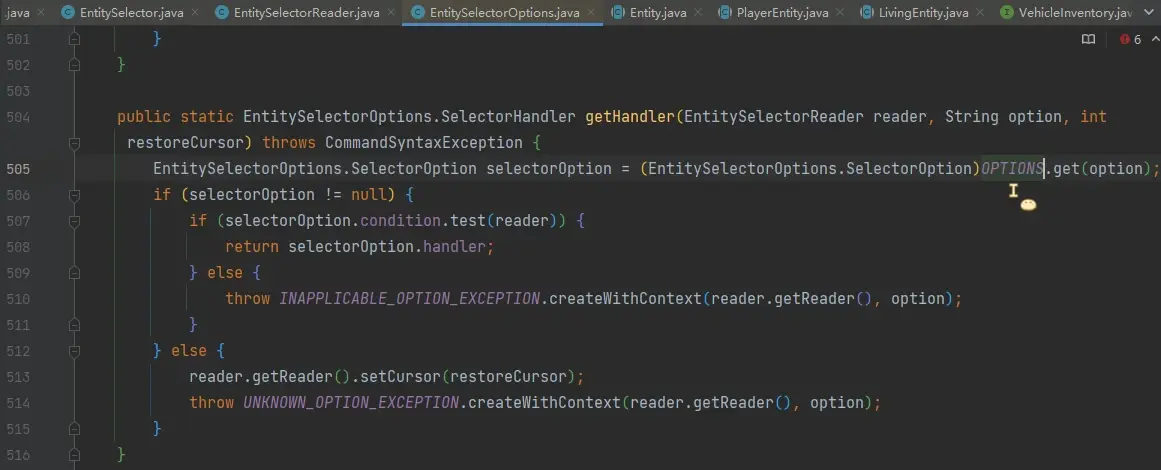 .java EntitySelector.java EntitySelectorReader.java EntitySelectorOptions.java Entity.java PlayerEntity.java LivingEntity.java VehicleInventory.jav
501 } 6
502 }
503
504 public static EntitySelectorOptions.SelectorHandler getHandler(EntitySelectorReader reader, String option, int
restoreCursor) throws CommandSyntaxException {
505 EntitySelectorOptions.SelectorOption selectorOption = (EntitySelectorOptions.SelectorOption)OPTIONS.get(option);
506 if (selectorOption != null) {
507 if (selectorOption.condition.test(reader)) {
508 return selectorOption.handler;
509 } else {
510 throw INAPPLICABLE_OPTION_EXCEPTION.createWithContext(reader.getReader(), option);
511 }
512 } else {
513 reader.getReader().setCursor(restoreCursor);
514 throw UNKNOWN_OPTION_EXCEPTION.createWithContext(reader.getReader(), option);
515 }
516 }